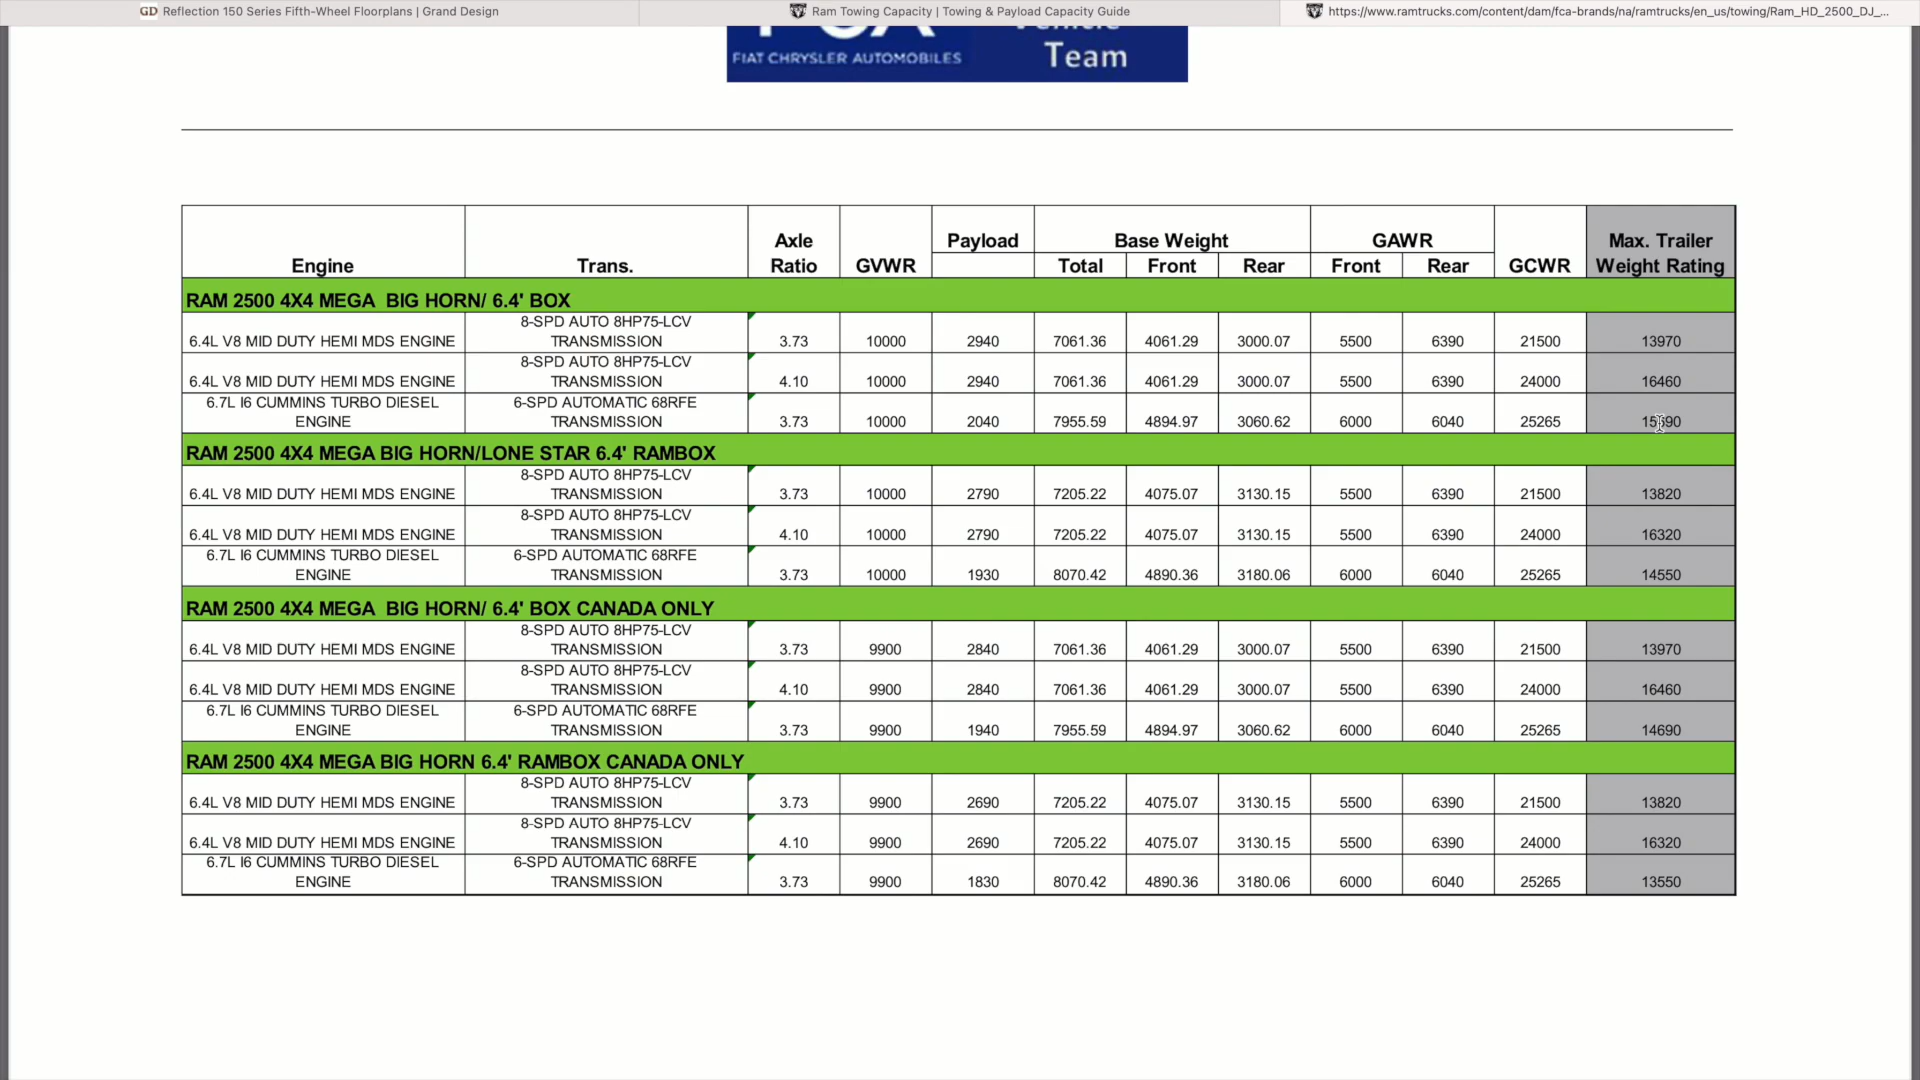 GD Reflection 150 Series Fifth-Wheel Floorplans | Grand Design
Ram Towing Capacity | Towing & Payload Capacity Guide
https://www.ramtrucks.com/content/dam/fca-brands/na/ramtrucks/en_us/towing/Ram_HD_2500_DJ_...
FIAT CHRYSLER AUTOMOBILES
Team
Engine Trans. Axle Ratio GVWR Payload Base Weight Total Front Rear GAWR Front Rear GCWR Max. Trailer Weight Rating
RAM 2500 4X4 MEGA BIG HORN/ 6.4' BOX
6.4L V8 MID DUTY HEMI MDS ENGINE 8-SPD AUTO 8HP75-LCV TRANSMISSION 3.73 10000 2940 7061.36 4061.29 3000.07 5500 6390 21500 13970
6.4L V8 MID DUTY HEMI MDS ENGINE 8-SPD AUTO 8HP75-LCV TRANSMISSION 4.10 10000 2940 7061.36 4061.29 3000.07 5500 6390 24000 16460
6.7L I6 CUMMINS TURBO DIESEL ENGINE 6-SPD AUTOMATIC 68RFE TRANSMISSION 3.73 10000 2040 7955.59 4894.97 3060.62 6000 6040 25265
RAM 2500 4X4 MEGA BIG HORN/LONE STAR 6.4' RAMBOX
6.4L V8 MID DUTY HEMI MDS ENGINE 8-SPD AUTO 8HP75-LCV TRANSMISSION 3.73 10000 2790 7205.22 4075.07 3130.15 5500 6390 21500 13820
6.4L V8 MID DUTY HEMI MDS ENGINE 8-SPD AUTO 8HP75-LCV TRANSMISSION 4.10 10000 2790 7205.22 4075.07 3130.15 5500 6390 24000 16320
6.7L I6 CUMMINS TURBO DIESEL ENGINE 6-SPD AUTOMATIC 68RFE TRANSMISSION 3.73 10000 1930 8070.42 4890.36 3180.06 6000 6040 25265 14550
RAM 2500 4X4 MEGA BIG HORN/ 6.4' BOX CANADA ONLY
6.4L V8 MID DUTY HEMI MDS ENGINE 8-SPD AUTO 8HP75-LCV TRANSMISSION 3.73 9900 2840 7061.36 4061.29 3000.07 5500 6390 21500 13970
6.4L V8 MID DUTY HEMI MDS ENGINE 8-SPD AUTO 8HP75-LCV TRANSMISSION 4.10 9900 2840 7061.36 4061.29 3000.07 5500 6390 24000 16460
6.7L I6 CUMMINS TURBO DIESEL ENGINE 6-SPD AUTOMATIC 68RFE TRANSMISSION 3.73 9900 1940 7955.59 4894.97 3060.62 6000 6040 25265 14690
RAM 2500 4X4 MEGA BIG HORN 6.4' RAMBOX CANADA ONLY
6.4L V8 MID DUTY HEMI MDS ENGINE 8-SPD AUTO 8HP75-LCV TRANSMISSION 3.73 9900 2690 7205.22 4075.07 3130.15 5500 6390 21500 13820
6.4L V8 MID DUTY HEMI MDS ENGINE 8-SPD AUTO 8HP75-LCV TRANSMISSION 4.10 9900 2690 7205.22 4075.07 3130.15 5500 6390 24000 16320
6.7L I6 CUMMINS TURBO DIESEL ENGINE 6-SPD AUTOMATIC 68RFE TRANSMISSION 3.73 9900 1830 8070.42 4890.36 3180.06 6000 6040 25265 13550